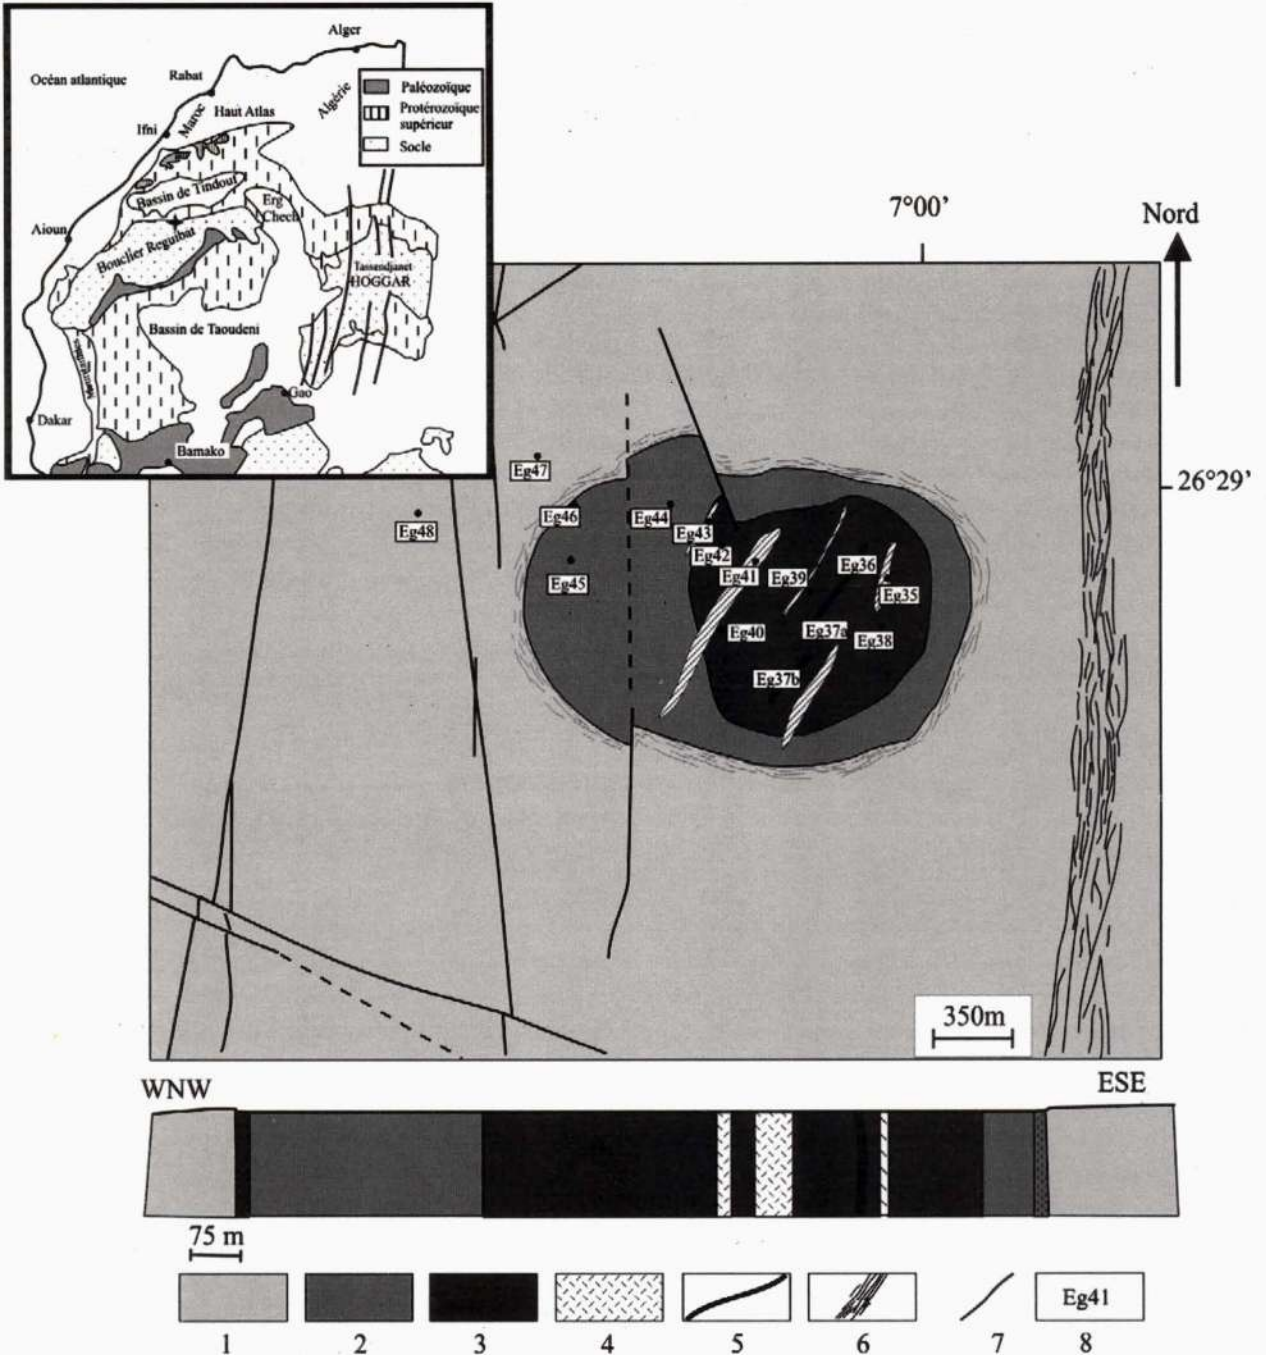 Alger
Océan atlantique
Rabat
Paléozoïque
Algérie
Protérozoïque
supérieur
Haut Atlas
Maroc
Ifni
Socle
Bassin de Tindouf
Erg
Chech
Aioun
Bouclier Reguibat
Tassendjanet
HOGGAR
Bassin de Taoudeni
Gao
Dakar
Bamako
7°00'
Nord
26°29'
Eg47
Eg46
Eg44
Eg48
Eg43
Eg42
Eg45
Eg41
Eg39
Eg36
Eg35
Eg40
Eg37a
Eg38
Eg37b
350m
WNW
ESE
75 m
Eg41
1 2 3 4 5 6 7 8